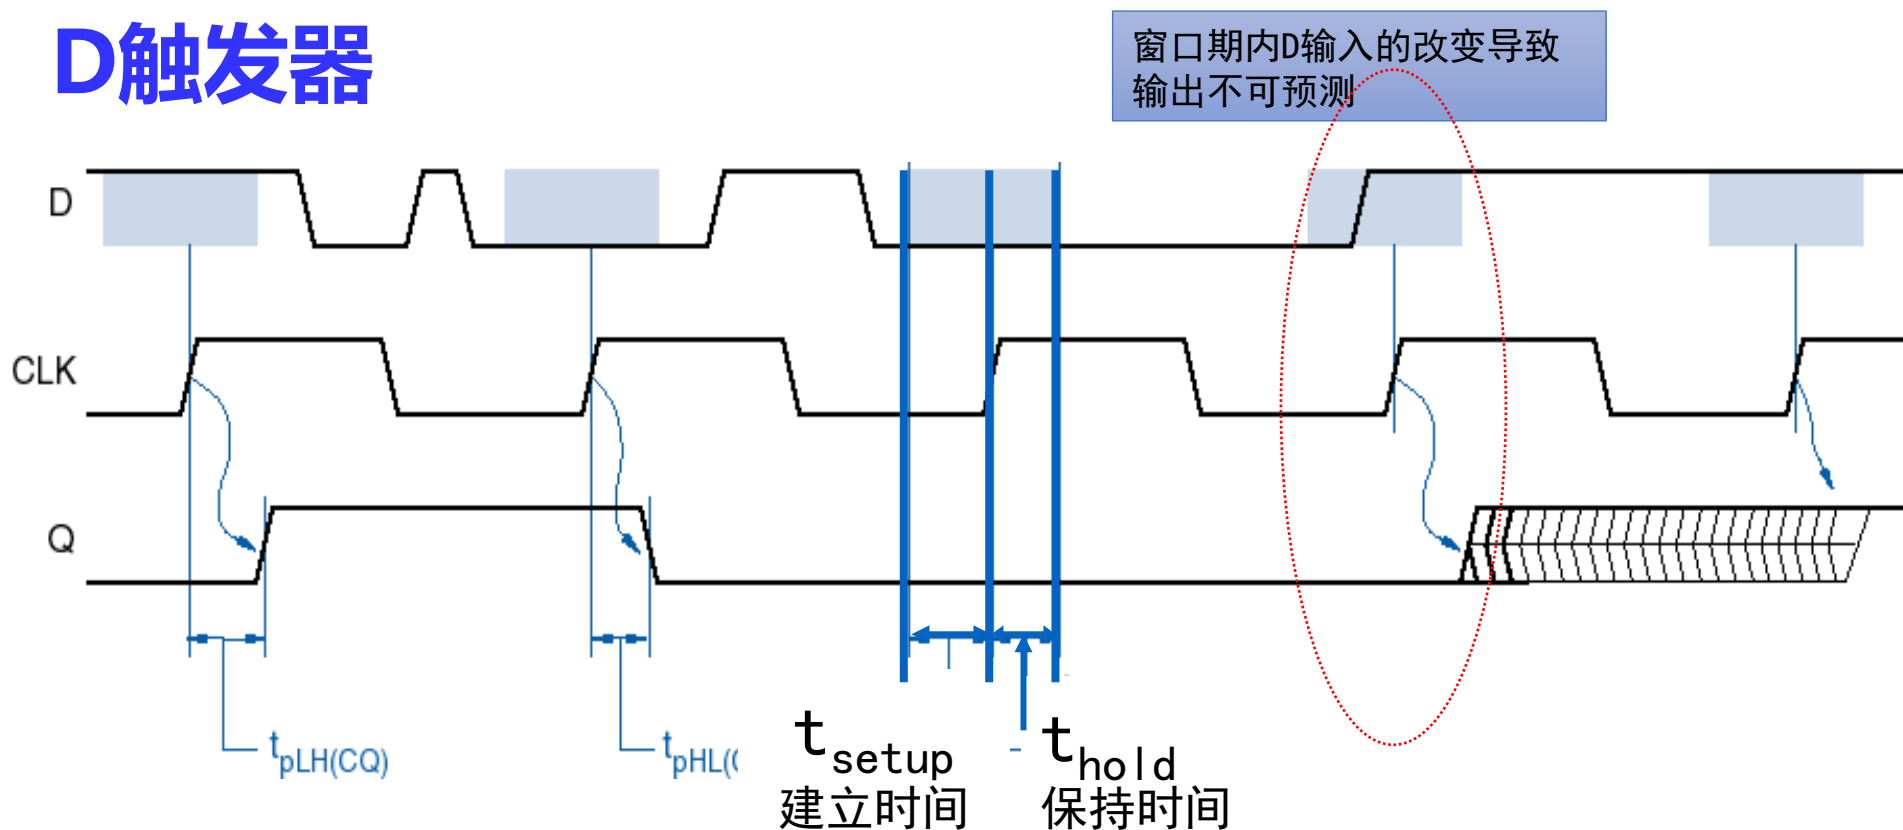 D触发器
窗口期内D输入的改变导致
输出不可预测
D
CLK
Q
tpLH(CQ)
tpHL(
tsetup
建立时间
thold
保持时间